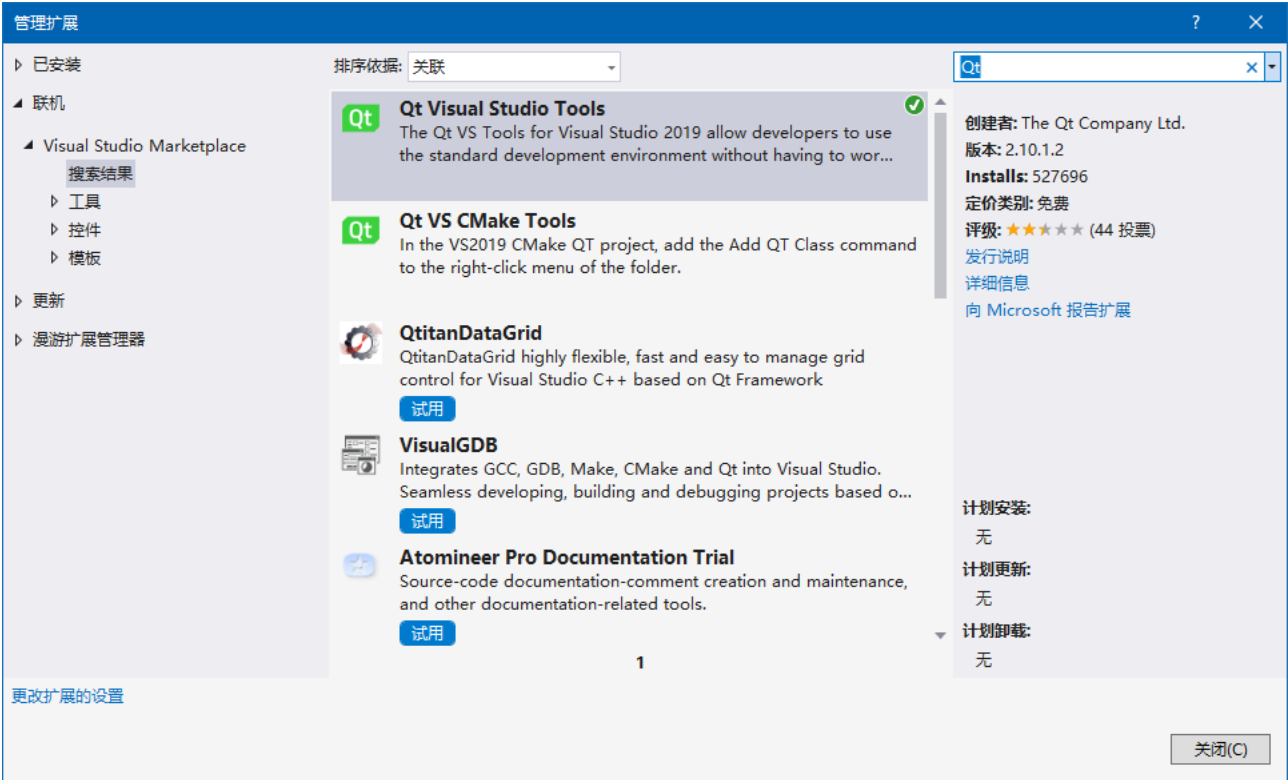 管理扩展
?
已安装
联机
Visual Studio Marketplace
搜索结果
工具
控件
模板
更新
漫游扩展管理器
排序依据: 关联
Qt
Qt Visual Studio Tools
The Qt VS Tools for Visual Studio 2019 allow developers to use
the standard development environment without having to wor...
Qt
Qt VS CMake Tools
In the VS2019 CMake QT project, add the Add QT Class command
to the right-click menu of the folder.
QtitanDataGrid
QtitanDataGrid highly flexible, fast and easy to manage grid
control for Visual Studio C++ based on Qt Framework
试用
VisualGDB
Integrates GCC, GDB, Make, CMake and Qt into Visual Studio.
Seamless developing, building and debugging projects based o...
试用
Atomineer Pro Documentation Trial
Source-code documentation-comment creation and maintenance,
and other documentation-related tools.
试用
1
Qt
创建者: The Qt Company Ltd.
版本: 2.10.1.2
Installs: 527696
定价类别: 免费
评级: (44 投票)
发行说明
详细信息
向 Microsoft 报告扩展
计划安装:
无
计划更新:
无
计划卸载:
无
更改扩展的设置
关闭(C)